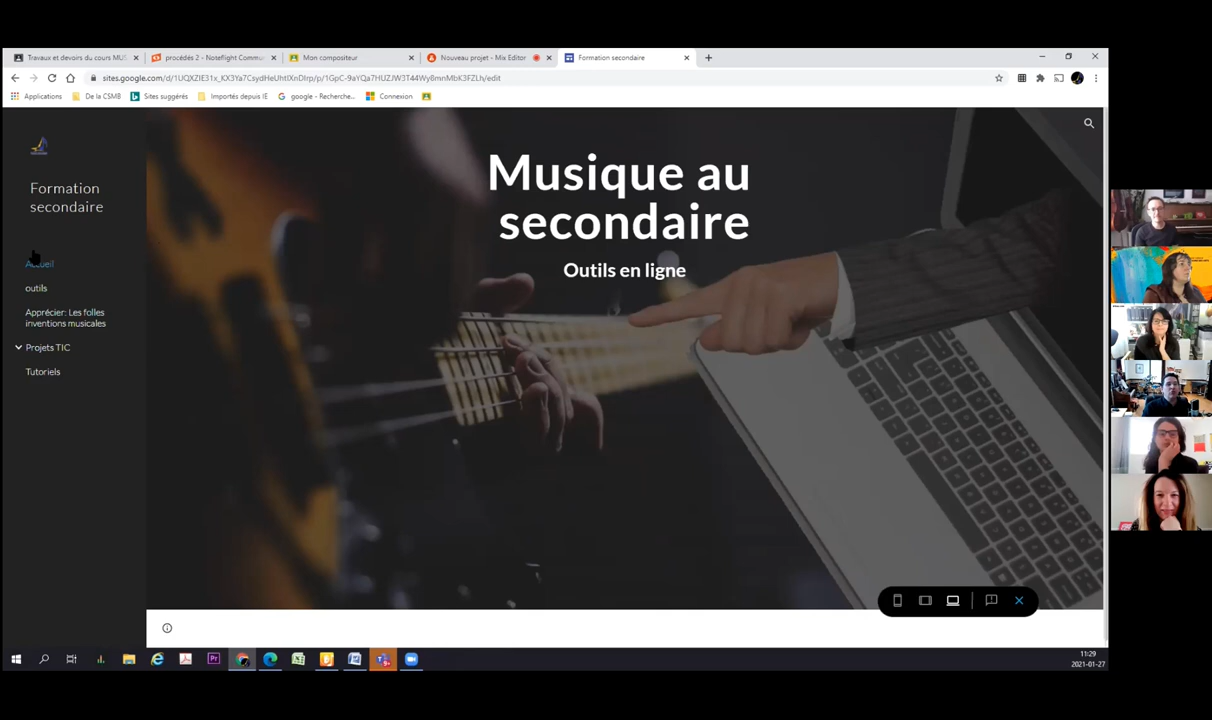 Travaux et devoirs du cours MUS
procédés 2 - Noteflight Commu
Mon compositeur
Nouveau projet - Mix Editor
Formation secondaire
sites.google.com/d/1UQXZIE31x_KX3Ya7CsydHeUhtIXnDIrp/p/1GpC-9aYQa7HUZJW3T44Wy8mnMbK3FZLh/edit
Applications
De la CSMB
Sites suggérés
Importés depuis IE
google - Recherche...
Connexion
Formation
secondaire
Accueil
outils
Apprécier: Les folles
inventions musicales
Projets TIC
Tutoriels
Musique au
secondaire
Outils en ligne
11:29
2021-01-27